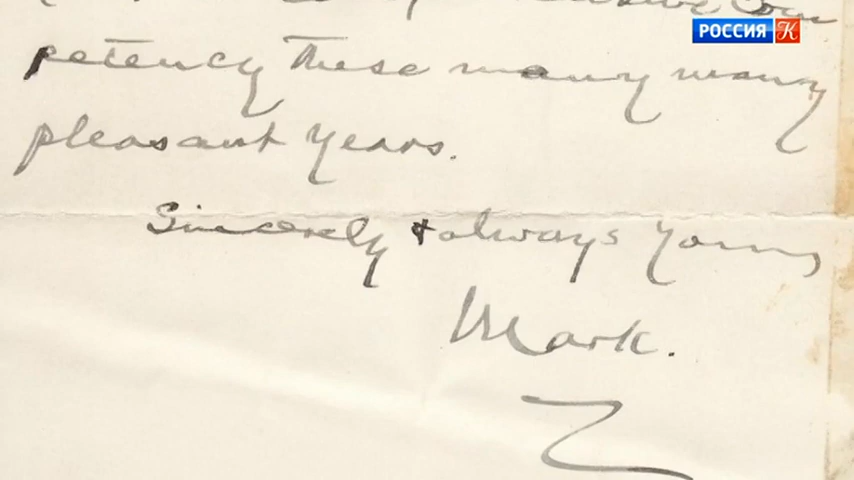 РОССИЯ К
petency these many many
pleasant years.
Sincerely & always yours,
Mark.